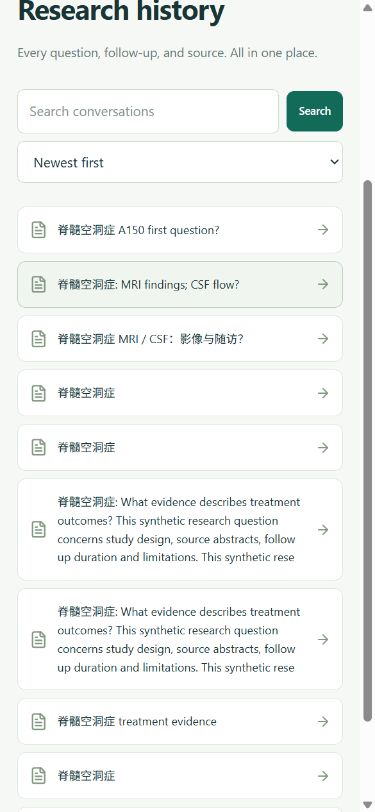 Research history
Every question, follow-up, and source. All in one place.
Search conversations
Search
Newest first
脊髓空洞症 A150 first question?
脊髓空洞症: MRI findings; CSF flow?
脊髓空洞症 MRI / CSF：影像与随访？
脊髓空洞症
脊髓空洞症
脊髓空洞症: What evidence describes treatment
outcomes? This synthetic research question
concerns study design, source abstracts, follow
up duration and limitations. This synthetic rese
脊髓空洞症: What evidence describes treatment
outcomes? This synthetic research question
concerns study design, source abstracts, follow
up duration and limitations. This synthetic rese
脊髓空洞症 treatment evidence
脊髓空洞症